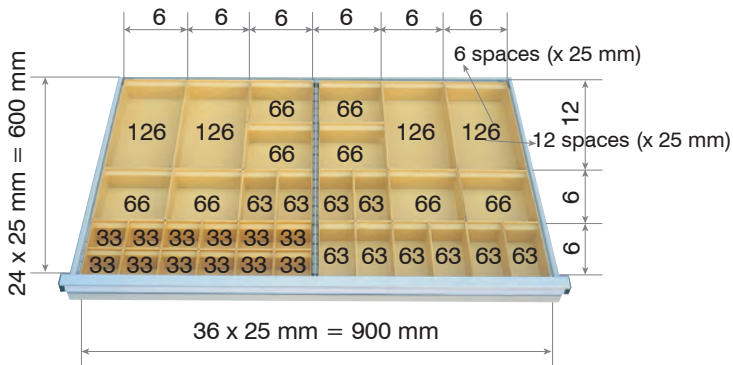 6 6 6 6 6 6
6 spaces (x 25 mm)
24 x 25 mm = 600 mm
66 66
126 126 126 126
12
12 spaces (x 25 mm)
66 66
66 66 63 63 63 63 66 66
6
33 33 33 33 33 33
63 63 63 63 63 63
6
33 33 33 33 33 33
36 x 25 mm = 900 mm